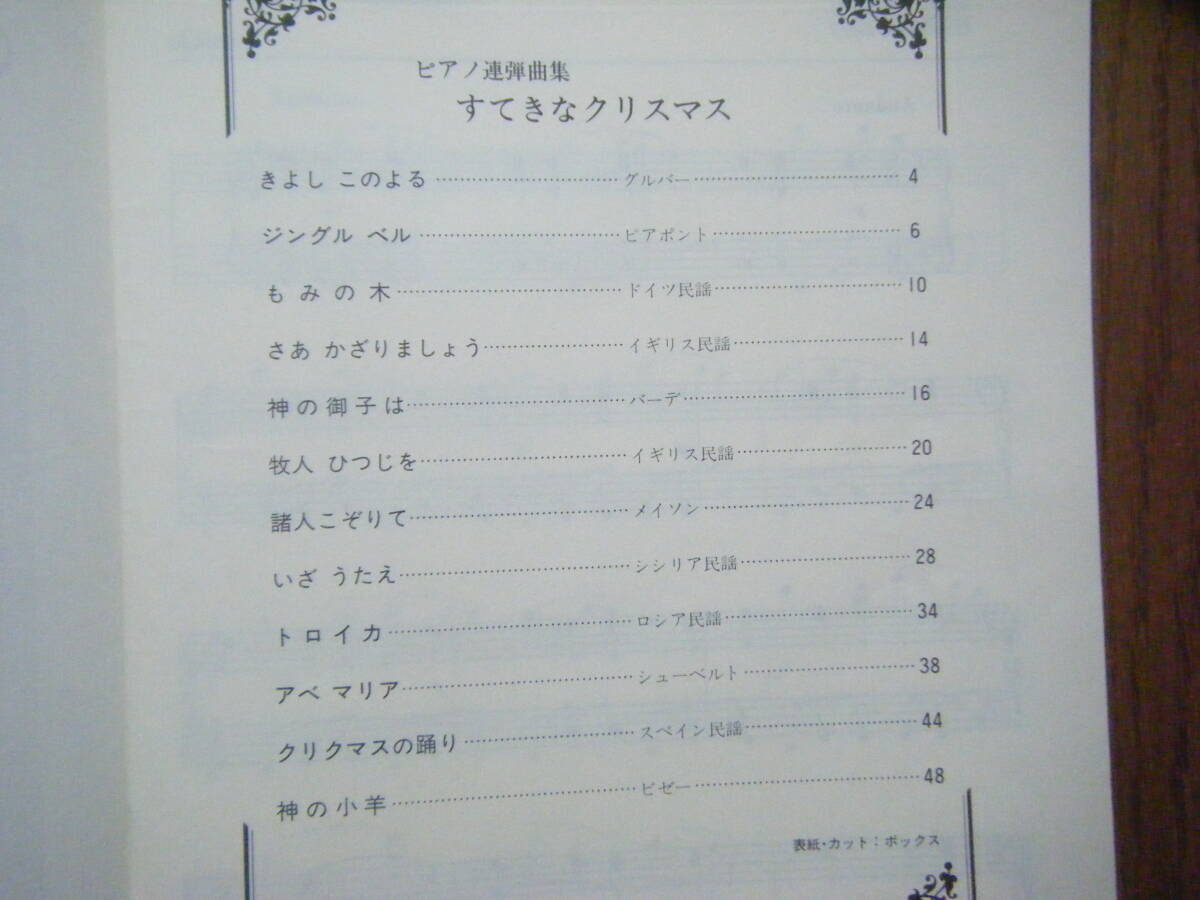 ピアノ連弾曲集
すてきなクリスマス
きよし このよる……グルバー……4
ジングル ベル……ピアポント……6
もみの木……ドイツ民謡……10
さあ かざりましょう……イギリス民謡……14
神の御子は……バーデ……16
牧人 ひつじを……イギリス民謡……20
諸人こぞりて……メイソン……24
いざ うたえ……シシリア民謡……28
トロイカ……ロシア民謡……34
アベ マリア……シューベルト……38
クリクマスの踊り……スペイン民謡……44
神の小羊……ビゼー……48
表紙・カット：ボックス